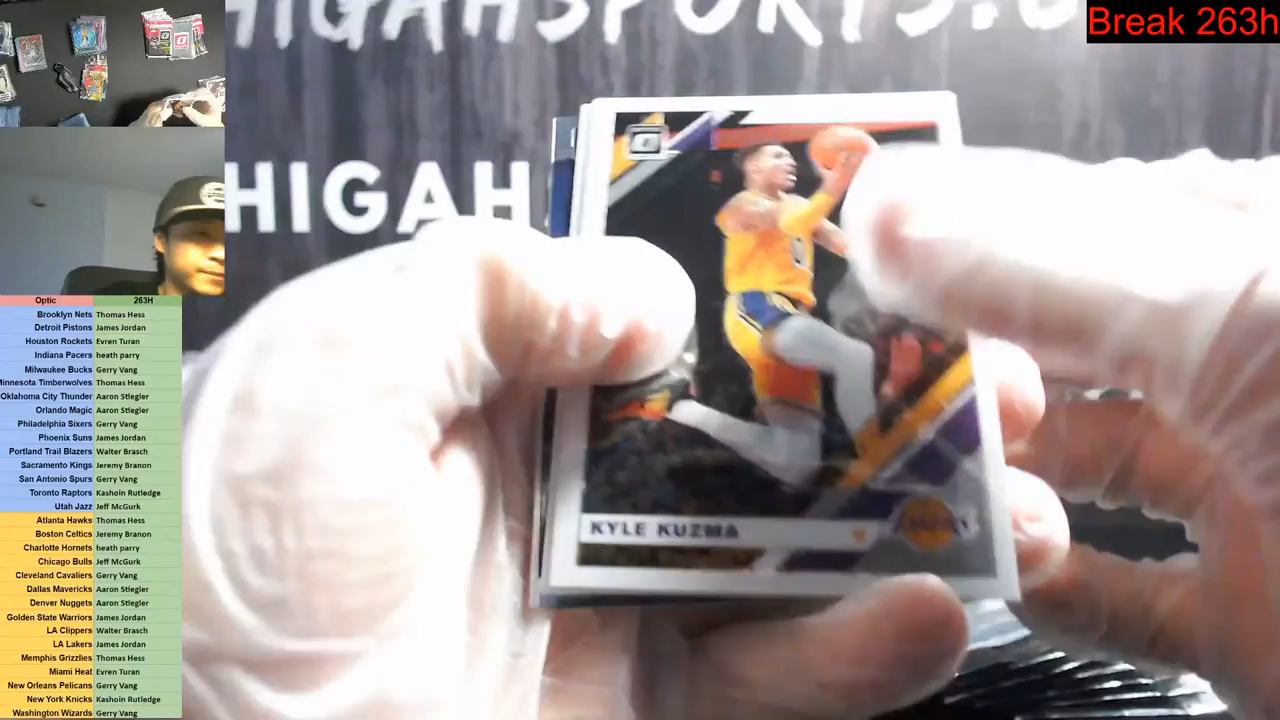 HIGAHSPORTS.
Break 263h
HIGAH
KYLE KUZMA
LAKERS
Optic 263H
Brooklyn Nets Thomas Hess
Detroit Pistons James Jordan
Houston Rockets Evren Turan
Indiana Pacers heath parry
Milwaukee Bucks Gerry Vang
Minnesota Timberwolves Thomas Hess
Oklahoma City Thunder Aaron Stiegler
Orlando Magic Aaron Stiegler
Philadelphia Sixers Gerry Vang
Phoenix Suns James Jordan
Portland Trail Blazers Walter Brasch
Sacramento Kings Jeremy Branon
San Antonio Spurs Gerry Vang
Toronto Raptors Kashoin Rutledge
Utah Jazz Jeff McGurk
Atlanta Hawks Thomas Hess
Boston Celtics Jeremy Branon
Charlotte Hornets heath parry
Chicago Bulls Jeff McGurk
Cleveland Cavaliers Gerry Vang
Dallas Mavericks Aaron Stiegler
Denver Nuggets Aaron Stiegler
Golden State Warriors James Jordan
LA Clippers Walter Brasch
LA Lakers James Jordan
Memphis Grizzlies Thomas Hess
Miami Heat Evren Turan
New Orleans Pelicans Gerry Vang
New York Knicks Kashoin Rutledge
Washington Wizards Gerry Vang